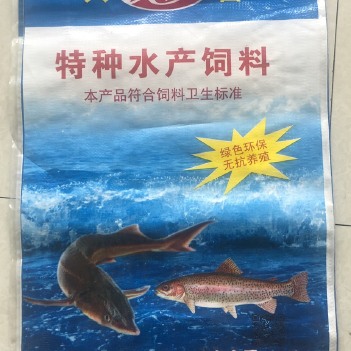 特种水产饲料
本产品符合饲料卫生标准
绿色环保
无抗养殖